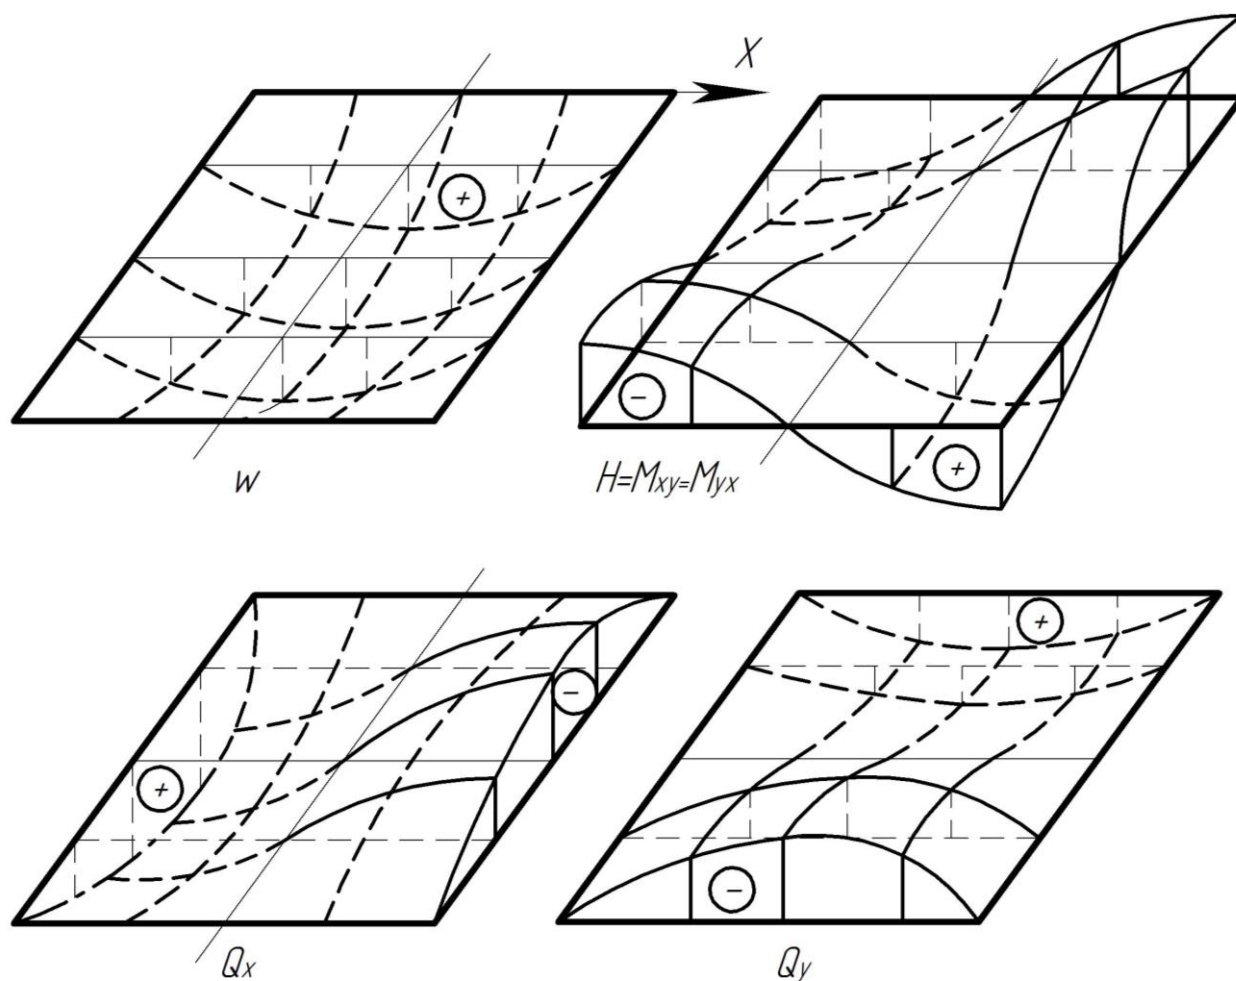 X
+
+
-
+
w
H=Mxy=Myx
+
-
+
-
Qx
Qy